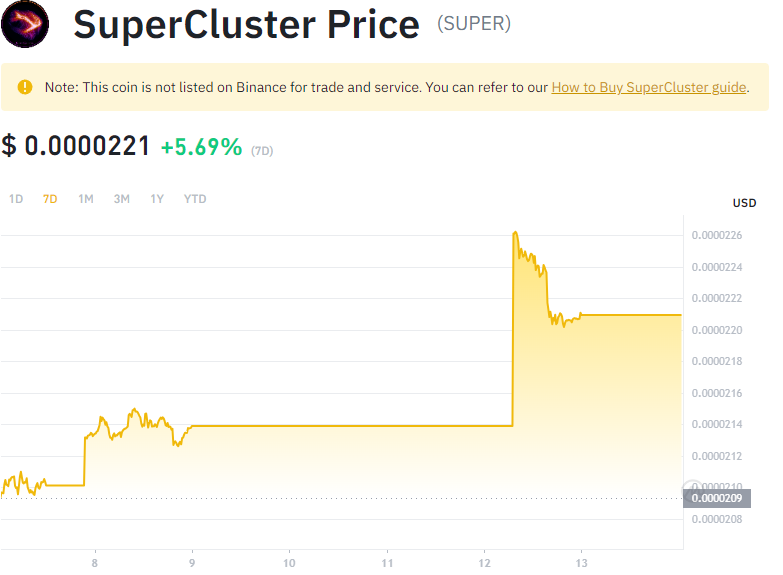 SuperCluster Price (SUPER)
Note: This coin is not listed on Binance for trade and service. You can refer to our How to Buy SuperCluster guide.
$ 0.0000221 +5.69% (7D)
1D 7D 1M 3M 1Y YTD
USD
0.0000226
0.0000224
0.0000222
0.0000220
0.0000218
0.0000216
0.0000214
0.0000212
0.0000210
0.0000209
0.0000208
8 9 10 11 12 13